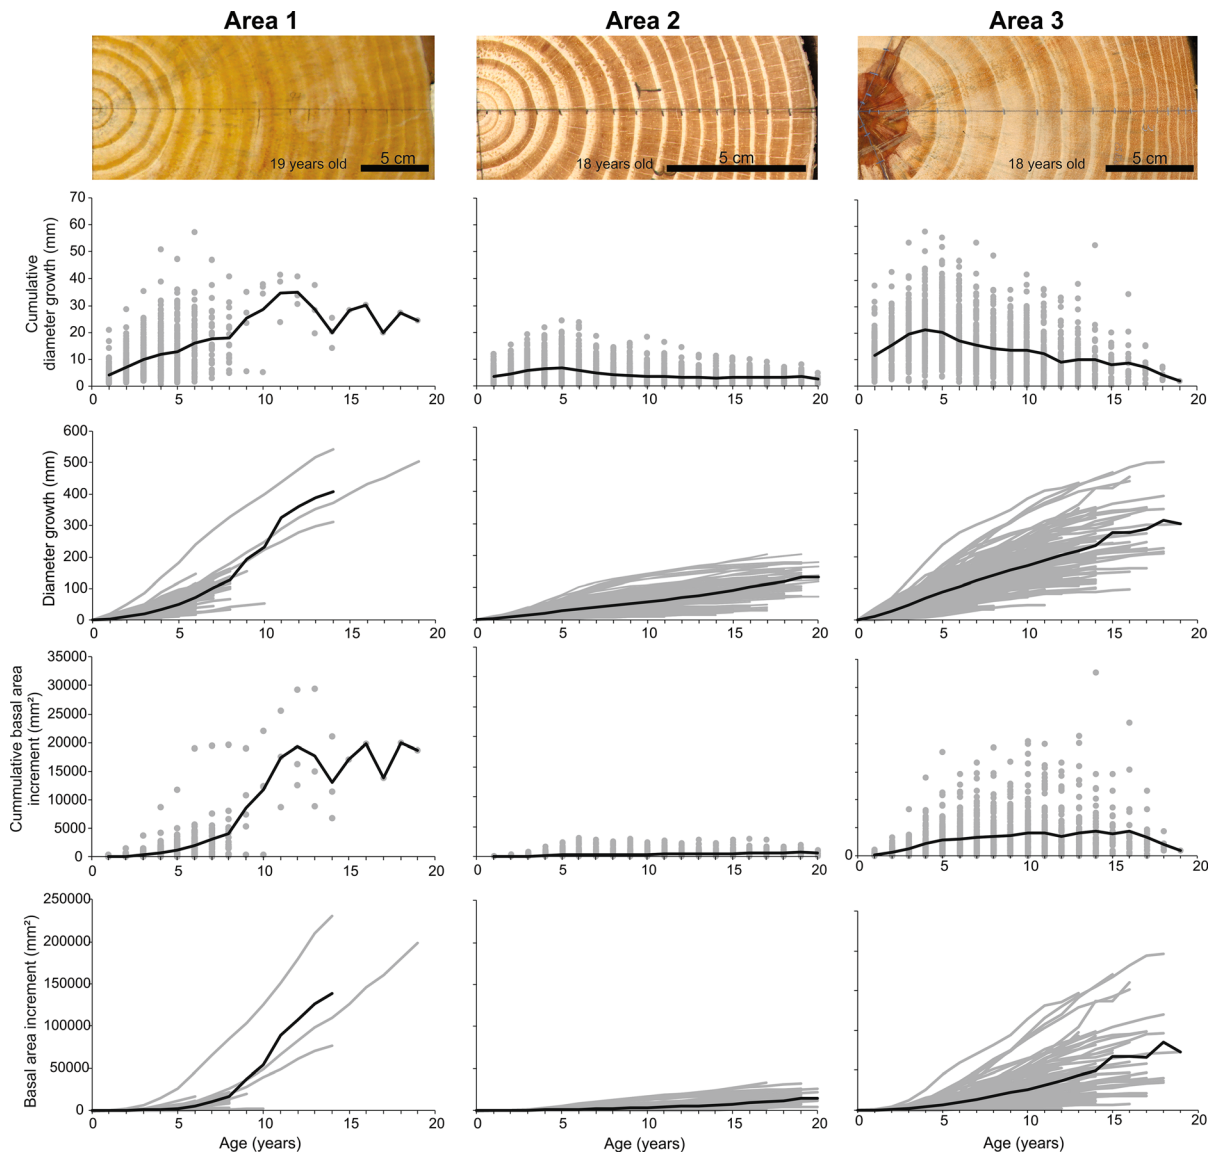 Area 1 Area 2 Area 3
19 years old 5 cm 18 years old 5 cm 18 years old 5 cm
Cumulative
diameter growth (mm)
70
60
50
40
30
20
10
0
0 5 10 15 20 0 5 10 15 20 0 5 10 15 20
Diameter growth (mm)
600
500
400
300
200
100
0
0 5 10 15 20 0 5 10 15 20 0 5 10 15 20
Cummulative basal area
increment (mm²)
35000
30000
25000
20000
15000
10000
5000
0
0
0 5 10 15 20 0 5 10 15 20 0 5 10 15 20
Basal area increment (mm²)
250000
200000
150000
100000
50000
0
0 5 10 15 20 0 5 10 15 20 0 5 10 15 20
Age (years) Age (years) Age (years)